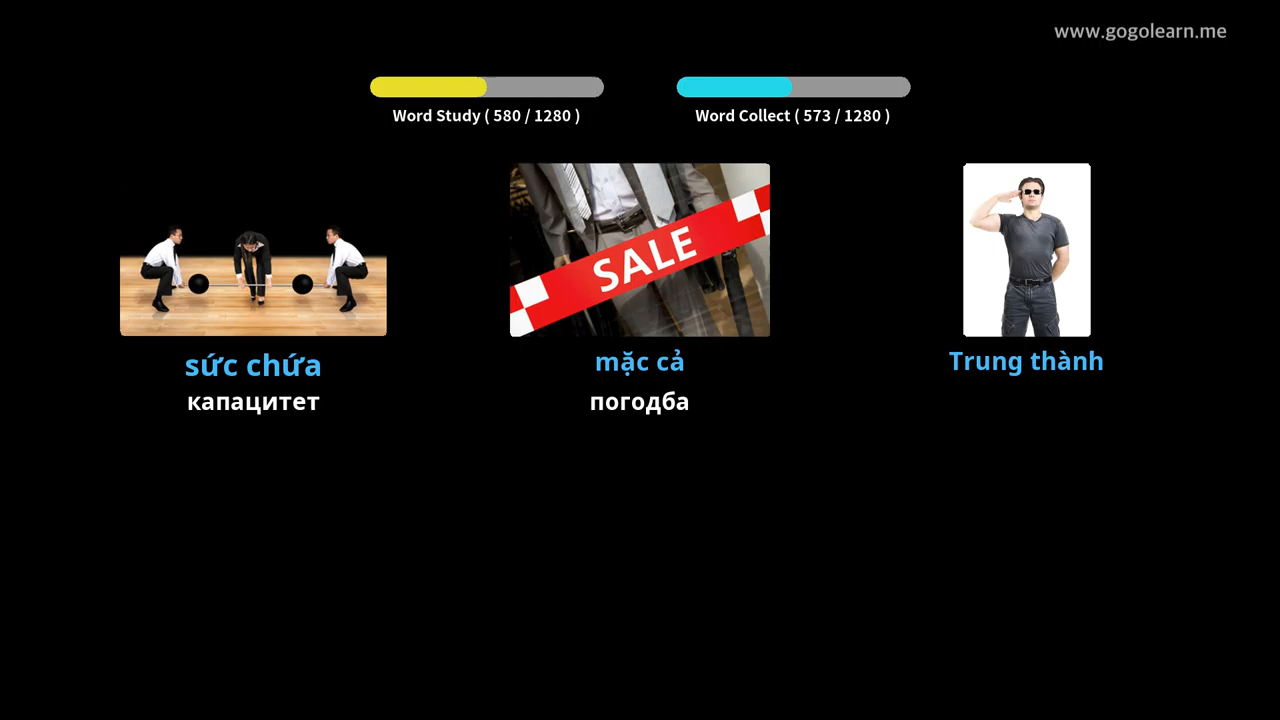 www.gogolearn.me
Word Study ( 580 / 1280 )
Word Collect ( 573 / 1280 )
SALE
sức chứa
mặc cả
Trung thành
капацитет
погодба